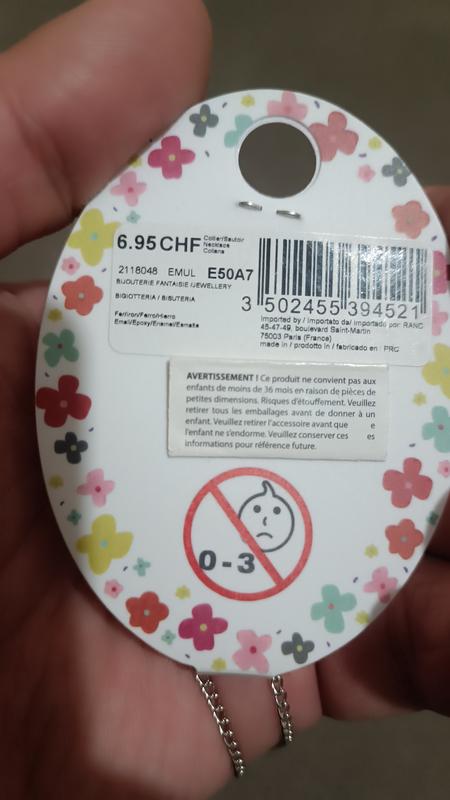 6.95 CHF
Collier/Sautoir
Necklace
Collana
2118048 EMUL E50A7
BIJOUTERIE FANTAISIE /JEWELLERY
BIGIOTTERIA / BISUTERIA
Fer/Iron/Ferro/Hierro
Email/Epoxy/Enamel/Esmalte
3 502455 394521
Imported by / Importato da/ importado por: RANC
45-47-49, boulevard Saint-Martin
75003 Paris (France)
made in / prodotto in / fabricado en : PRC
AVERTISSEMENT ! Ce produit ne convient pas aux
enfants de moins de 36 mois en raison de pièces de
petites dimensions. Risques d'étouffement. Veuillez
retirer tous les emballages avant de donner à un
enfant. Veuillez retirer l'accessoire avant que e
l'enfant ne s'endorme. Veuillez conserver ces es
informations pour référence future.
0-3